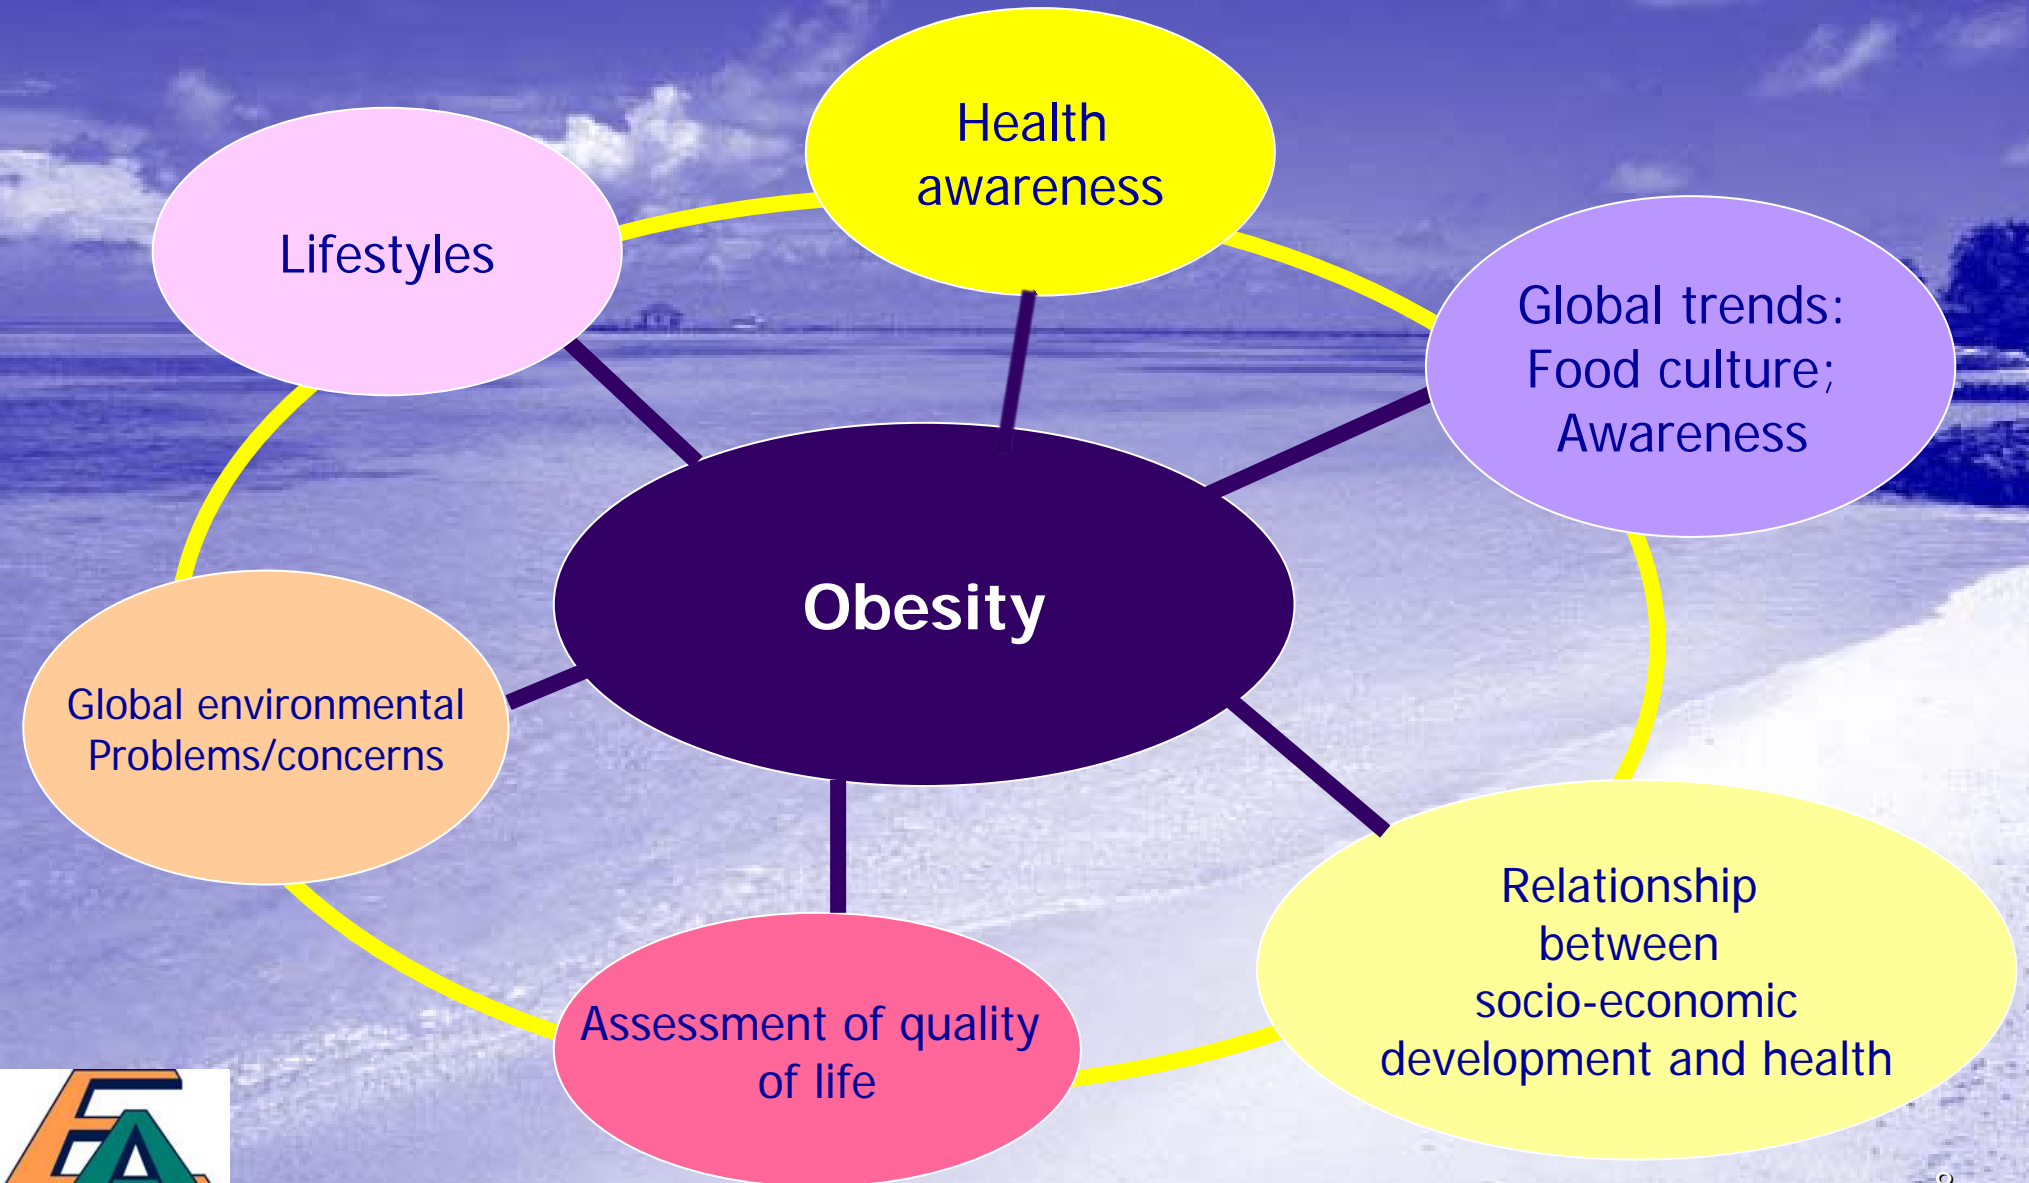 Health
awareness
Lifestyles
Global trends:
Food culture;
Awareness
Obesity
Global environmental
Problems/concerns
Relationship
between
socio-economic
development and health
Assessment of quality
of life